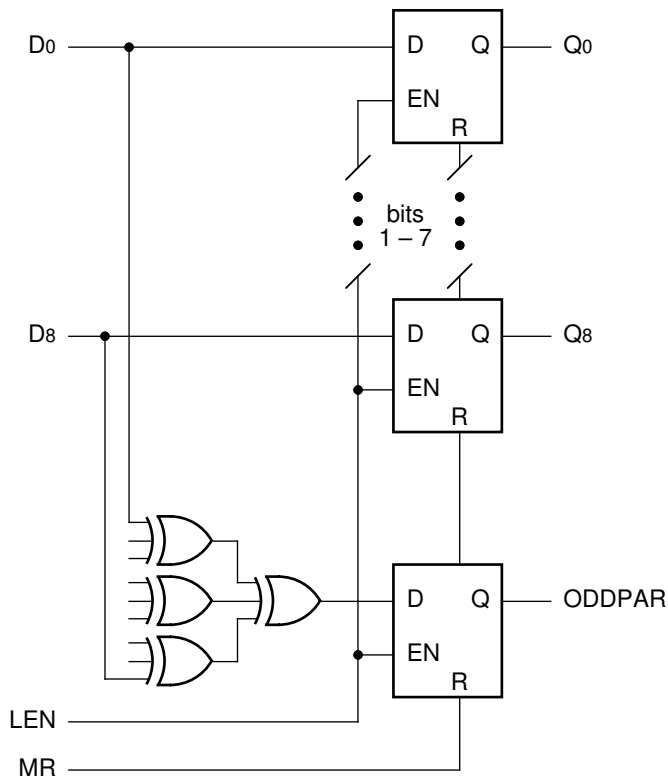 D0 D Q Q0
EN
R
bits
1 – 7
D8 D Q Q8
EN
R
D Q ODDPAR
EN
R
LEN
MR